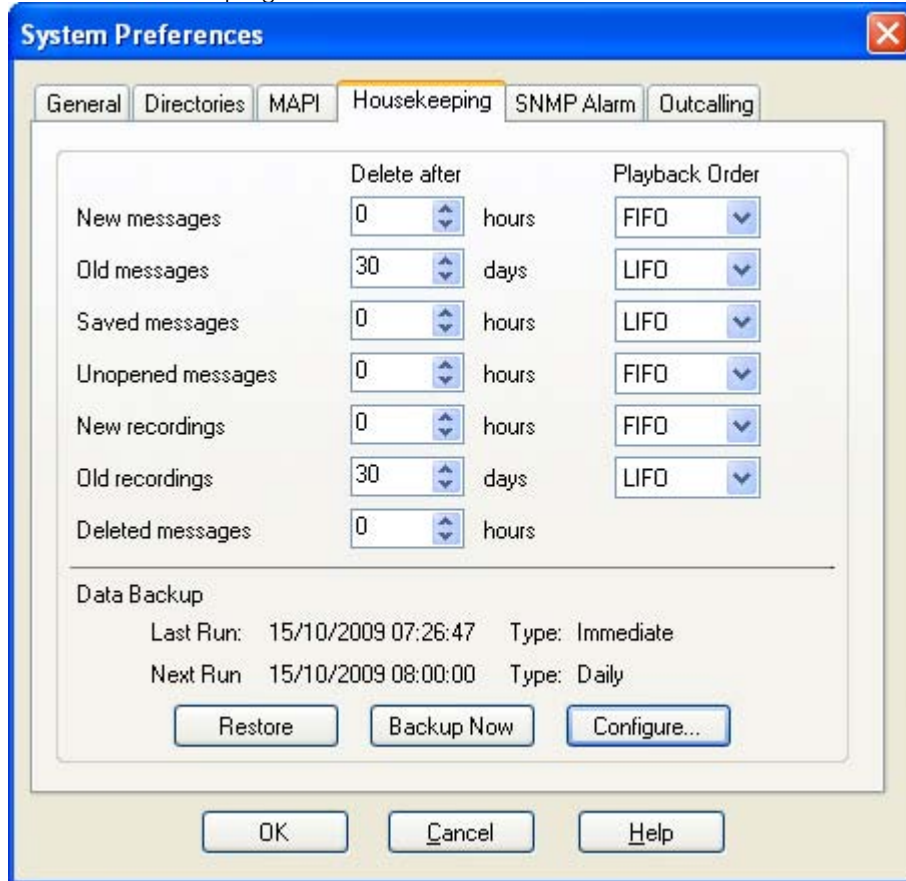 System Preferences
General Directories MAPI Housekeeping SNMP Alarm Outcalling
Delete after Playback Order
New messages 0 hours FIFO
Old messages 30 days LIFO
Saved messages 0 hours LIFO
Unopened messages 0 hours FIFO
New recordings 0 hours FIFO
Old recordings 30 days LIFO
Deleted messages 0 hours
Data Backup
Last Run: 15/10/2009 07:26:47 Type: Immediate
Next Run 15/10/2009 08:00:00 Type: Daily
Restore Backup Now Configure...
OK Cancel Help